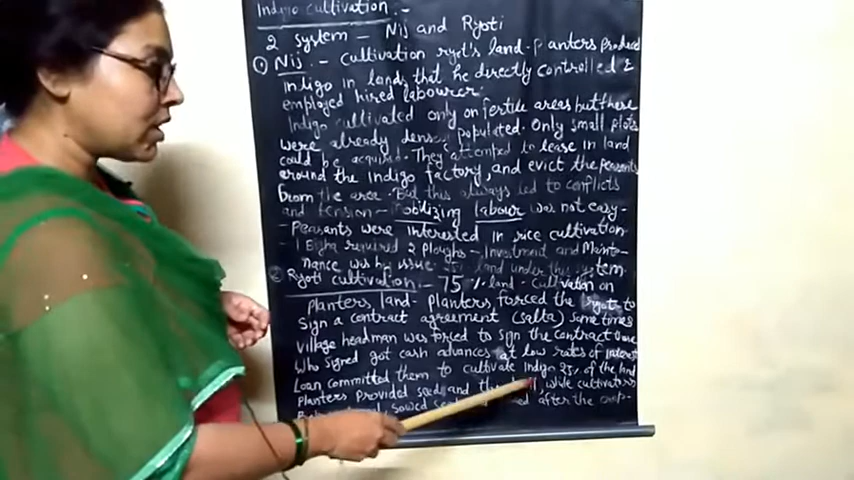 Indigo cultivation :-
2 System - Nij and Ryoti
① Nij :- cultivation ryot's land - Planters produced
indigo in lands that he directly controlled &
employed hired labourer.
Indigo cultivated only on fertile areas but these
were already densely populated. Only small plots
could be acquired. They attempted to lease in land
around the indigo factory, and evict the peasants
from the area. But this always led to conflicts
and tension - Mobilizing labour was not easy -
- Peasants were interested in rice cultivation
- 1 Bigha required 2 ploughs - Investment and Mainte-
nance was big issue - land under this system
② Ryoti cultivation :- 75 % land - cultivation on
Planters land - Planters forced the ryot to
Sign a contract agreement (Salta) Sometimes
village headman was forced to sign the contract
Who signed got cash advances at low rates of interest
Loan committed them to cultivate indigo 25% of the land
Planters provided seed and while cultivators
sowed after the crop-